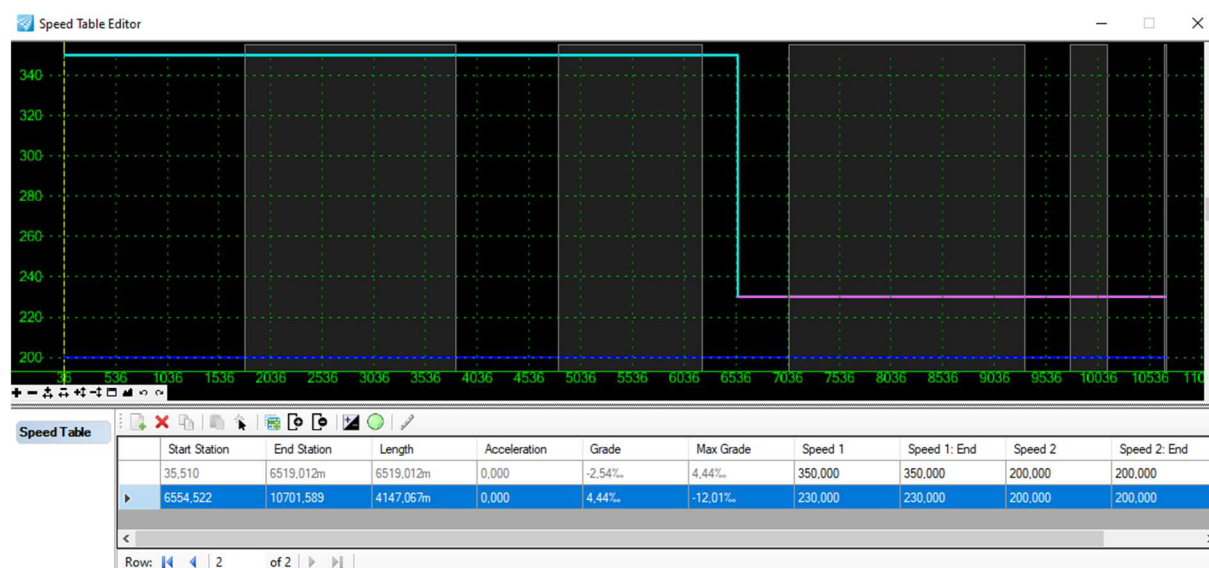 Speed Table Editor
340
320
300
280
260
240
220
200
36 536 1036 1536 2036 2536 3036 3536 4036 4536 5036 5536 6036 6536 7036 7536 8036 8536 9036 9536 10036 10536 110
Speed Table
Start Station End Station Length Acceleration Grade Max Grade Speed 1 Speed 1: End Speed 2 Speed 2: End
35,510 6519,012m 6519,012m 0,000 -2,54‰ 4,44‰ 350,000 350,000 200,000 200,000
6554,522 10701,589 4147,067m 0,000 4,44‰ -12,01‰ 230,000 230,000 200,000 200,000
Row: 2 of 2